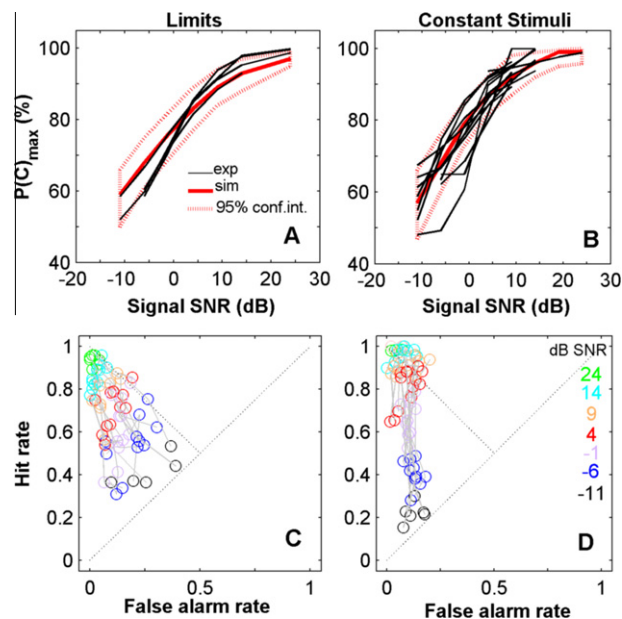 Limits
Constant Stimuli
P(C)max (%)
100
80
60
40
exp
sim
95% conf.int.
A
-20 -10 0 10 20 30
Signal SNR (dB)
100
80
60
40
B
-20 -10 0 10 20 30
Signal SNR (dB)
Hit rate
1
0.8
0.6
0.4
0.2
0
C
0 0.5 1
False alarm rate
1
0.8
0.6
0.4
0.2
0
dB SNR
24
14
9
4
-1
-6
-11
D
0 0.5 1
False alarm rate